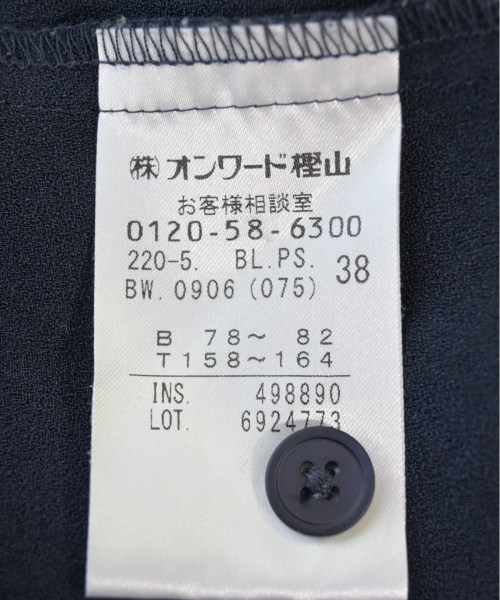 ㈱オンワード樫山
お客様相談室
0120-58-6300
220-5. BL.PS. 38
BW.0906(075)
B 78～ 82
T158～164
INS. 498890
LOT. 6924773